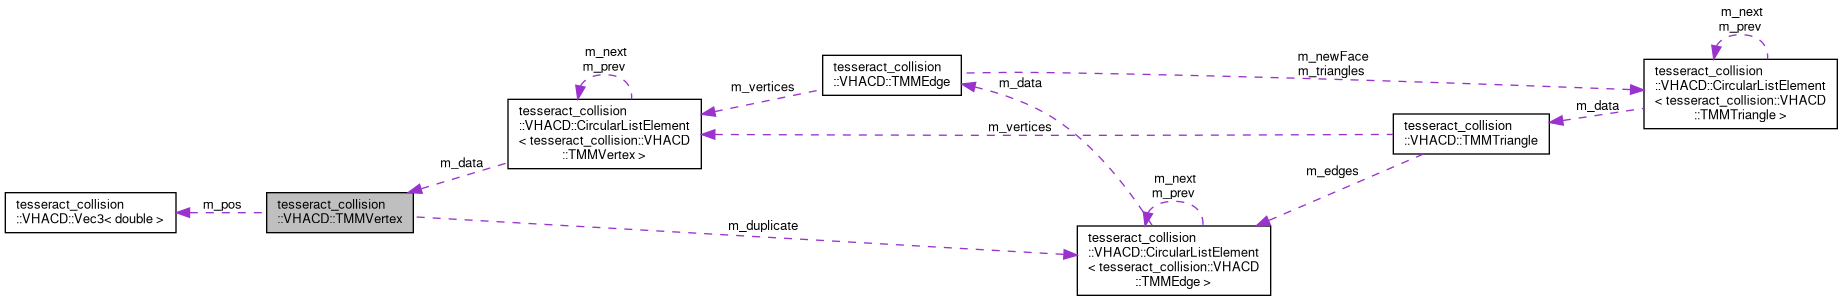 m_next
m_prev
tesseract_collision
::VHACD::CircularListElement
< tesseract_collision::VHACD
::TMMTriangle >
m_newFace
m_triangles
tesseract_collision
::VHACD::TMMEdge
m_next
m_prev
m_vertices
m_data
m_data
tesseract_collision
::VHACD::CircularListElement
< tesseract_collision::VHACD
::TMMVertex >
m_vertices
tesseract_collision
::VHACD::TMMTriangle
m_data
m_edges
m_next
m_prev
tesseract_collision
::VHACD::Vec3< double >
m_pos
tesseract_collision
::VHACD::TMMVertex
m_duplicate
tesseract_collision
::VHACD::CircularListElement
< tesseract_collision::VHACD
::TMMEdge >